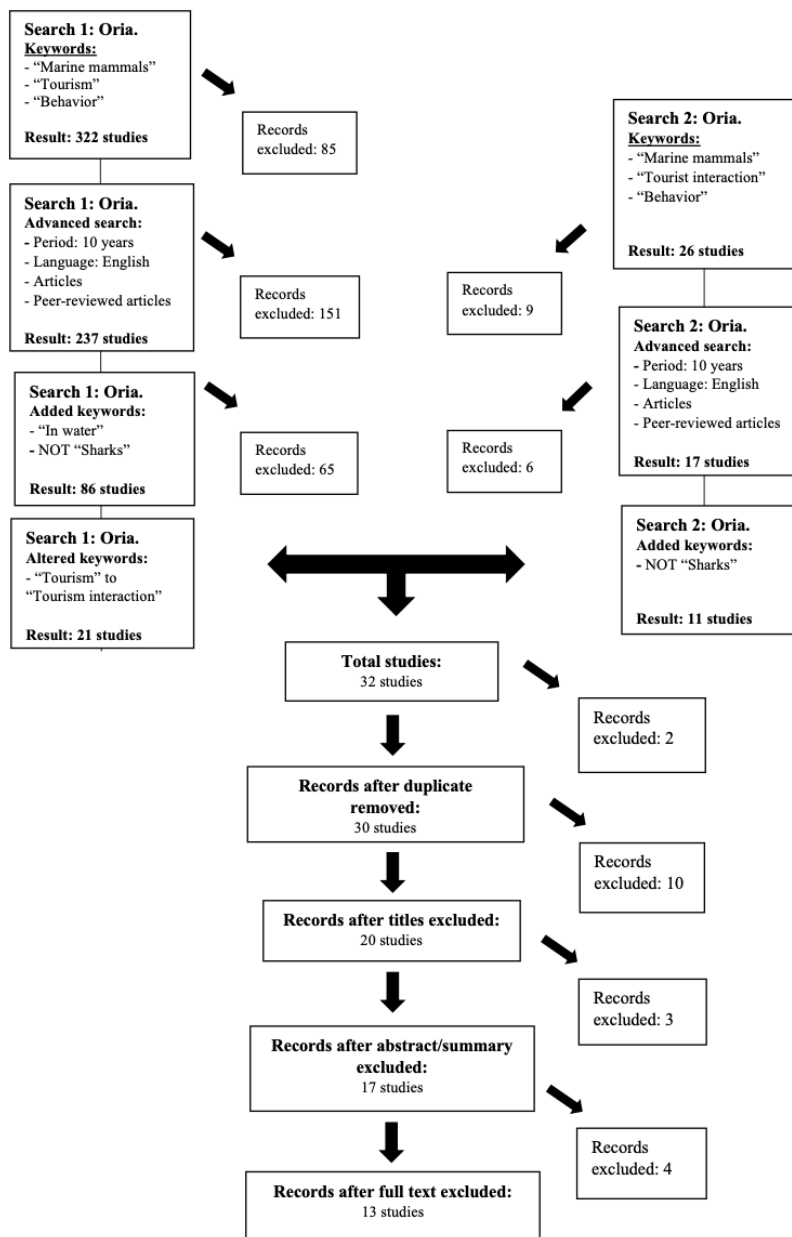 Search 1: Oria.
Keywords:
- “Marine mammals”
- “Tourism”
- “Behavior”
Result: 322 studies
Records
excluded: 85
Search 1: Oria.
Advanced search:
- Period: 10 years
- Language: English
- Articles
- Peer-reviewed articles
Result: 237 studies
Records
excluded: 151
Search 1: Oria.
Added keywords:
- “In water”
- NOT “Sharks”
Result: 86 studies
Records
excluded: 65
Search 1: Oria.
Altered keywords:
- “Tourism” to
“Tourism interaction”
Result: 21 studies
Search 2: Oria.
Keywords:
- “Marine mammals”
- “Tourist interaction”
- “Behavior”
Result: 26 studies
Records
excluded: 9
Search 2: Oria.
Advanced search:
- Period: 10 years
- Language: English
- Articles
- Peer-reviewed articles
Result: 17 studies
Records
excluded: 6
Search 2: Oria.
Added keywords:
- NOT “Sharks”
Result: 11 studies
Total studies:
32 studies
Records
excluded: 2
Records after duplicate
removed:
30 studies
Records
excluded: 10
Records after titles excluded:
20 studies
Records
excluded: 3
Records after abstract/summary
excluded:
17 studies
Records
excluded: 4
Records after full text excluded:
13 studies